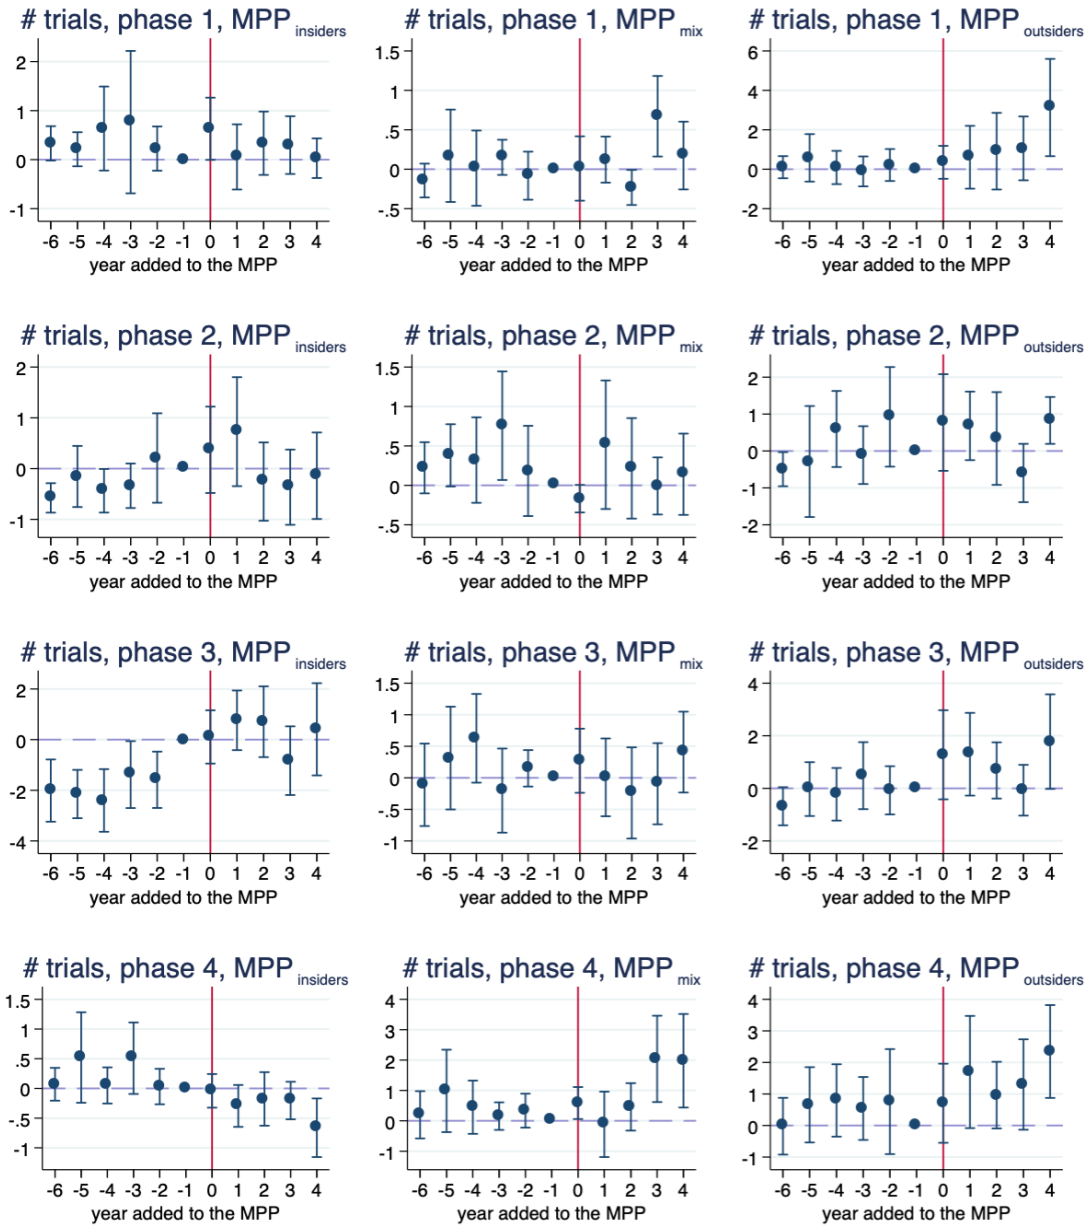 # trials, phase 1, MPP insiders
2
1
0
-1
-6 -5 -4 -3 -2 -1 0 1 2 3 4
year added to the MPP
# trials, phase 1, MPP mix
1.5
1
.5
0
-.5
-6 -5 -4 -3 -2 -1 0 1 2 3 4
year added to the MPP
# trials, phase 1, MPP outsiders
6
4
2
0
-2
-6 -5 -4 -3 -2 -1 0 1 2 3 4
year added to the MPP
# trials, phase 2, MPP insiders
2
1
0
-1
-6 -5 -4 -3 -2 -1 0 1 2 3 4
year added to the MPP
# trials, phase 2, MPP mix
1.5
1
.5
0
-.5
-6 -5 -4 -3 -2 -1 0 1 2 3 4
year added to the MPP
# trials, phase 2, MPP outsiders
2
1
0
-1
-2
-6 -5 -4 -3 -2 -1 0 1 2 3 4
year added to the MPP
# trials, phase 3, MPP insiders
2
0
-2
-4
-6 -5 -4 -3 -2 -1 0 1 2 3 4
year added to the MPP
# trials, phase 3, MPP mix
1.5
1
.5
0
-.5
-1
-6 -5 -4 -3 -2 -1 0 1 2 3 4
year added to the MPP
# trials, phase 3, MPP outsiders
4
2
0
-2
-6 -5 -4 -3 -2 -1 0 1 2 3 4
year added to the MPP
# trials, phase 4, MPP insiders
1.5
1
.5
0
-.5
-1
-6 -5 -4 -3 -2 -1 0 1 2 3 4
year added to the MPP
# trials, phase 4, MPP mix
4
3
2
1
0
-1
-6 -5 -4 -3 -2 -1 0 1 2 3 4
year added to the MPP
# trials, phase 4, MPP outsiders
4
3
2
1
0
-1
-6 -5 -4 -3 -2 -1 0 1 2 3 4
year added to the MPP